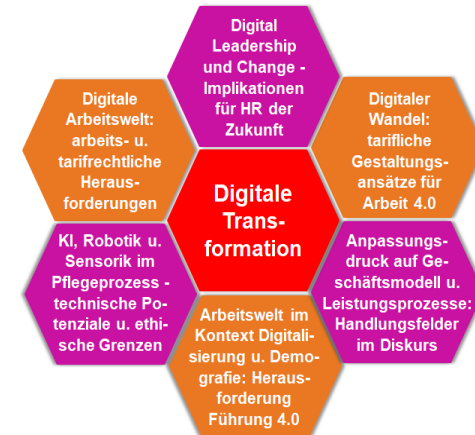 Digital
Leadership
und Change -
Implikationen
für HR der
Zukunft
Digitale
Arbeitswelt:
arbeits- u.
tarifrechtliche
Heraus-
forderungen
Digitaler
Wandel:
tarifliche
Gestaltungs-
ansätze für
Arbeit 4.0
Digitale
Trans-
formation
KI, Robotik u.
Sensorik im
Pflegeprozess -
technische Po-
tenziale u. ethi-
sche Grenzen
Anpassungs-
druck auf Ge-
schäftsmodell u.
Leistungsprozesse:
Handlungsfelder
im Diskurs
Arbeitswelt im
Kontext Digitali-
sierung u. Demo-
grafie: Heraus-
forderung
Führung 4.0